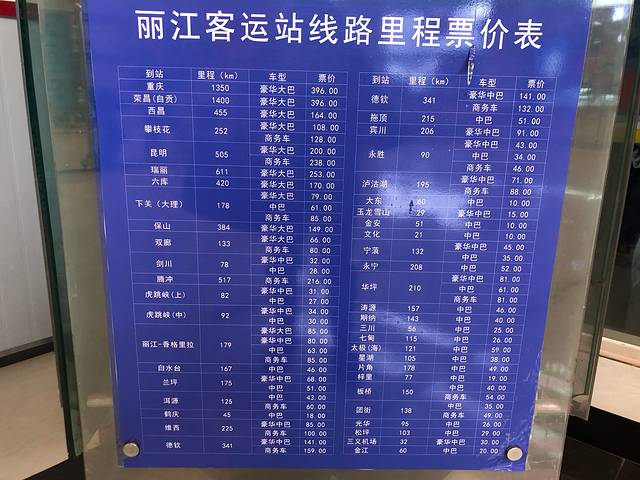 丽江客运站线路里程票价表
到站 里程（km） 车型 票价
重庆 1350 豪华大巴 396.00
荣昌(自贡) 1400 豪华大巴 396.00
西昌 455 豪华大巴 164.00
攀枝花 252 豪华大巴 108.00
商务车 128.00
昆明 505 豪华大巴 200.00
商务车 238.00
瑞丽 611 豪华大巴 253.00
六库 420 豪华大巴 170.00
下关（大理） 178 豪华大巴 79.00
中巴 61.00
商务车 85.00
保山 384 豪华大巴 149.00
双廊 133 豪华大巴 66.00
商务车 80.00
剑川 78 豪华中巴 32.00
中巴 28.00
腾冲 517 商务车 216.00
虎跳峡(上) 82 豪华中巴 31.00
中巴 27.00
虎跳峡(中) 92 豪华中巴 34.00
中巴 30.00
丽江-香格里拉 179 豪华大巴 85.00
豪华中巴 80.00
中巴 63.00
商务车 85.00
白水台 167 中巴 46.00
兰坪 175 豪华中巴 68.00
中巴 51.00
洱源 125 中巴 43.00
商务车 60.00
鹤庆 45 中巴 18.00
维西 225 豪华中巴 85.00
商务车 100.00
德钦 341 豪华中巴 141.00
商务车 159.00
到站 里程（km） 车型 票价
德钦 341 豪华中巴 141.00
商务车 132.00
拖顶 215 中巴 51.00
宾川 206 豪华中巴 91.00
永胜 90 豪华中巴 43.00
中巴 34.00
商务车 46.00
泸沽湖 195 豪华中巴 71.00
商务车 88.00
大东 60 中巴 10.00
玉龙雪山 29 豪华中巴 15.00
金安 51 中巴 10.00
文化 21 中巴 10.00
宁蒗 132 豪华中巴 45.00
中巴 35.00
永宁 208 中巴 52.00
华坪 210 豪华中巴 81.00
中巴 61.00
商务车 81.00
涛源 157 中巴 46.00
期纳 143 中巴 40.00
三川 56 中巴 25.00
七甸 115 中巴 26.00
太极(海) 121 中巴 59.00
星湖 105 中巴 38.00
片角 178 中巴 49.00
梓里 77 中巴 19.00
板桥 150 中巴 40.00
商务车 54.00
团街 138 中巴 35.00
商务车 49.00
光华 95 中巴 26.00
松坪 103 中巴 29.00
三义机场 32 豪华中巴 30.00
金江 60 中巴 20.00